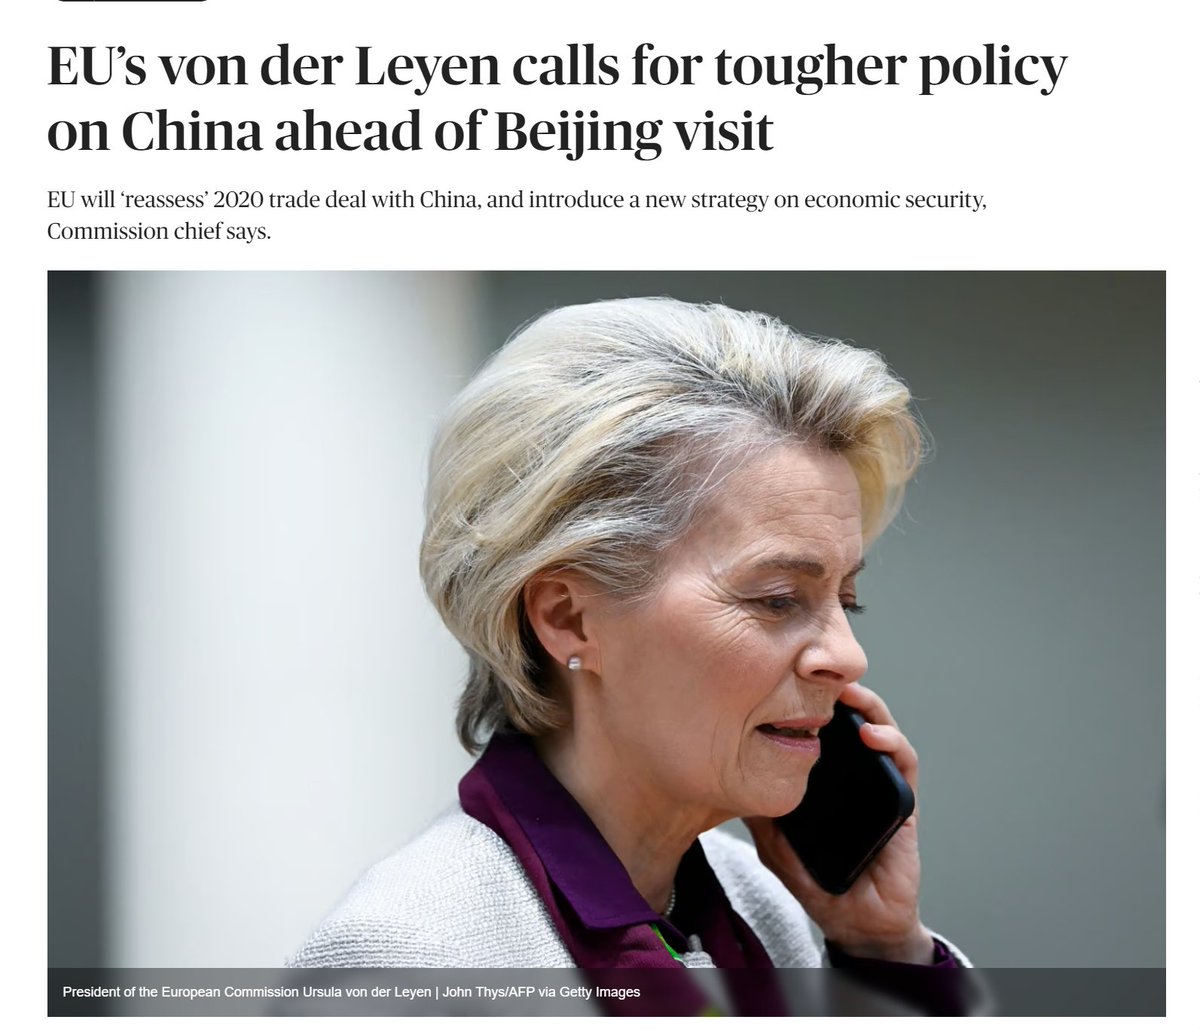 EU’s von der Leyen calls for tougher policy
on China ahead of Beijing visit
EU will ‘reassess’ 2020 trade deal with China, and introduce a new strategy on economic security,
Commission chief says.
President of the European Commission Ursula von der Leyen | John Thys/AFP via Getty Images